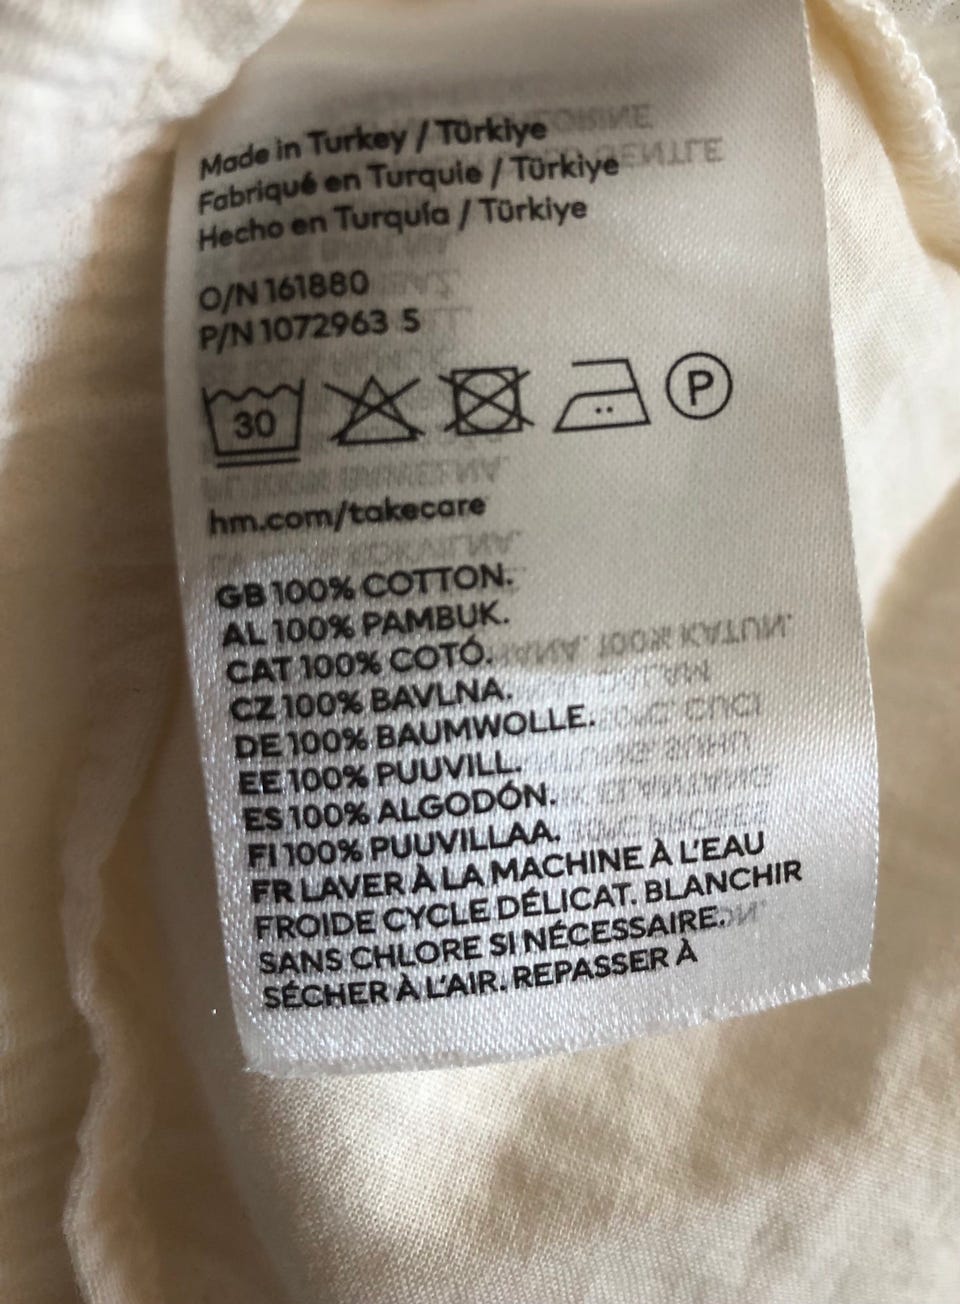 Made in Turkey / Türkiye
Fabriqué en Turquie / Türkiye
Hecho en Turquía / Türkiye
O/N 161880
P/N 1072963 S
30
P
hm.com/takecare
GB 100% COTTON.
AL 100% PAMBUK.
CAT 100% COTÓ.
CZ 100% BAVLNA.
DE 100% BAUMWOLLE.
EE 100% PUUVILL.
ES 100% ALGODÓN.
FI 100% PUUVILLAA.
FR LAVER À LA MACHINE À L'EAU
FROIDE CYCLE DÉLICAT. BLANCHIR
SANS CHLORE SI NÉCESSAIRE.
SÉCHER À L'AIR. REPASSER À